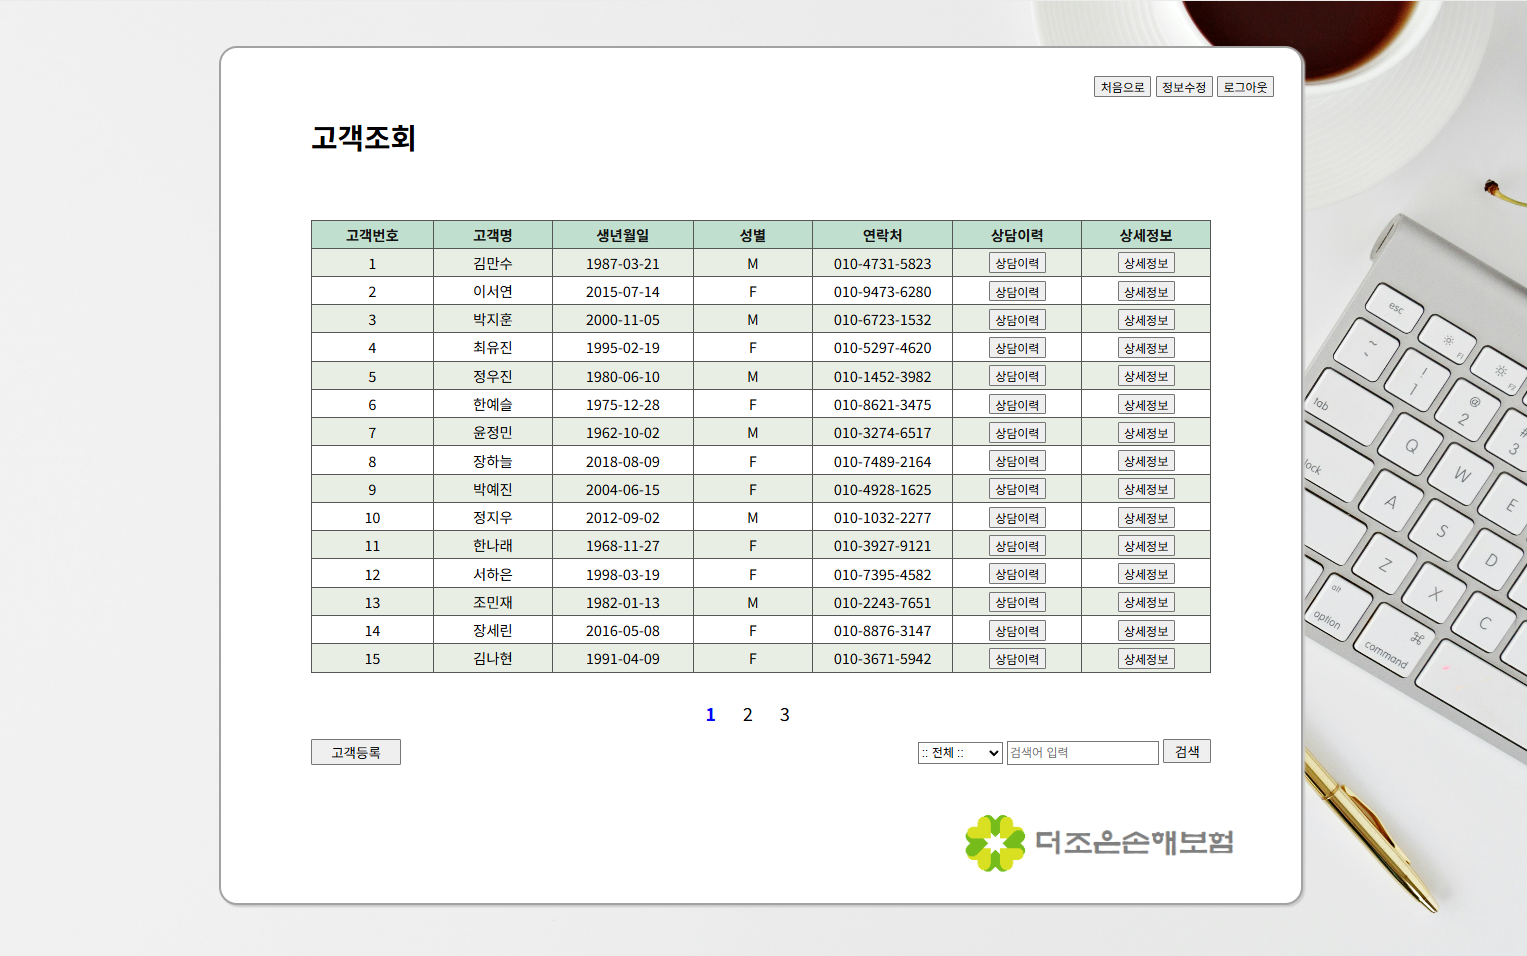 처음으로 정보수정 로그아웃
고객조회
고객번호 고객명 생년월일 성별 연락처 상담이력 상세정보
1 김만수 1987-03-21 M 010-4731-5823 상담이력 상세정보
2 이서연 2015-07-14 F 010-9473-6280 상담이력 상세정보
3 박지훈 2000-11-05 M 010-6723-1532 상담이력 상세정보
4 최유진 1995-02-19 F 010-5297-4620 상담이력 상세정보
5 정우진 1980-06-10 M 010-1452-3982 상담이력 상세정보
6 한예슬 1975-12-28 F 010-8621-3475 상담이력 상세정보
7 윤정민 1962-10-02 M 010-3274-6517 상담이력 상세정보
8 장하늘 2018-08-09 F 010-7489-2164 상담이력 상세정보
9 박예진 2004-06-15 F 010-4928-1625 상담이력 상세정보
10 정지우 2012-09-02 M 010-1032-2277 상담이력 상세정보
11 한나래 1968-11-27 F 010-3927-9121 상담이력 상세정보
12 서하은 1998-03-19 F 010-7395-4582 상담이력 상세정보
13 조민재 1982-01-13 M 010-2243-7651 상담이력 상세정보
14 장세린 2016-05-08 F 010-8876-3147 상담이력 상세정보
15 김나현 1991-04-09 F 010-3671-5942 상담이력 상세정보
1 2 3
고객등록 :: 전체 :: 검색어 입력 검색
더조은손해보험
esc
F1
F2
~ `
! 1
@ 2
# 3
tab
Q W E
lock
A S D
Z X C
alt option
⌘ command